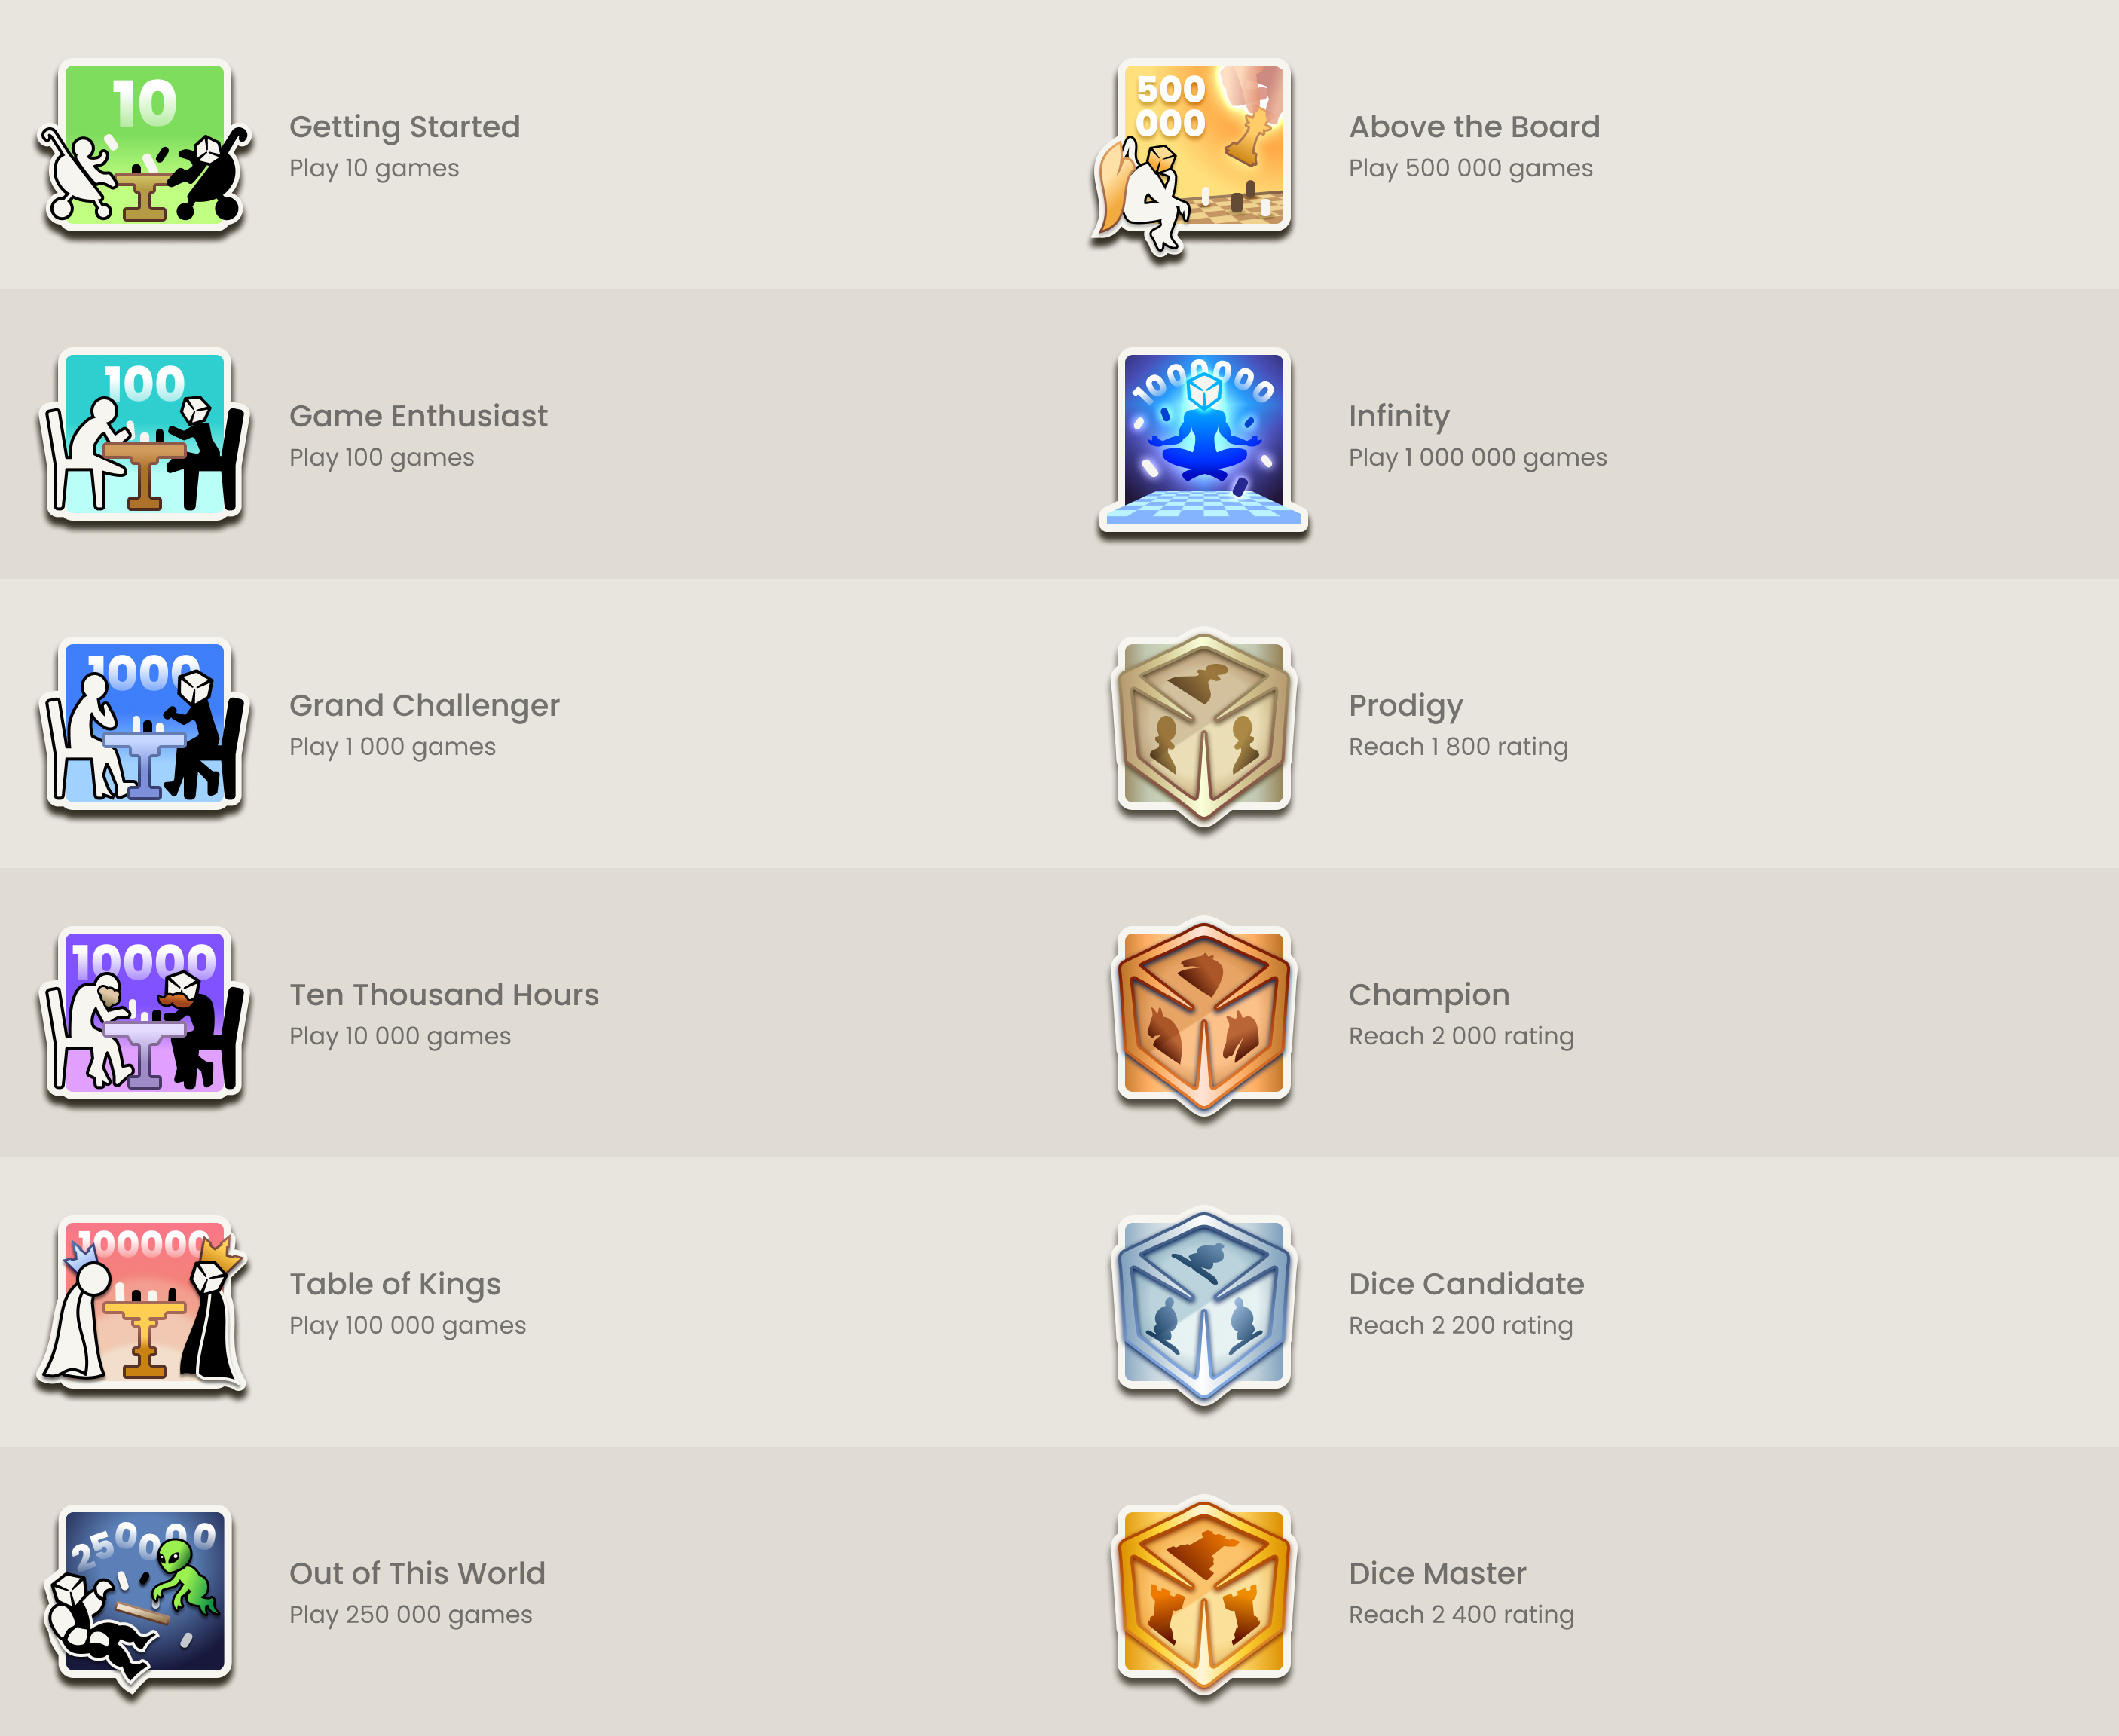 10
Getting Started
Play 10 games
100
Game Enthusiast
Play 100 games
1000
Grand Challenger
Play 1 000 games
10000
Ten Thousand Hours
Play 10 000 games
100000
Table of Kings
Play 100 000 games
250000
Out of This World
Play 250 000 games
500
000
Above the Board
Play 500 000 games
1000000
Infinity
Play 1 000 000 games
Prodigy
Reach 1 800 rating
Champion
Reach 2 000 rating
Dice Candidate
Reach 2 200 rating
Dice Master
Reach 2 400 rating